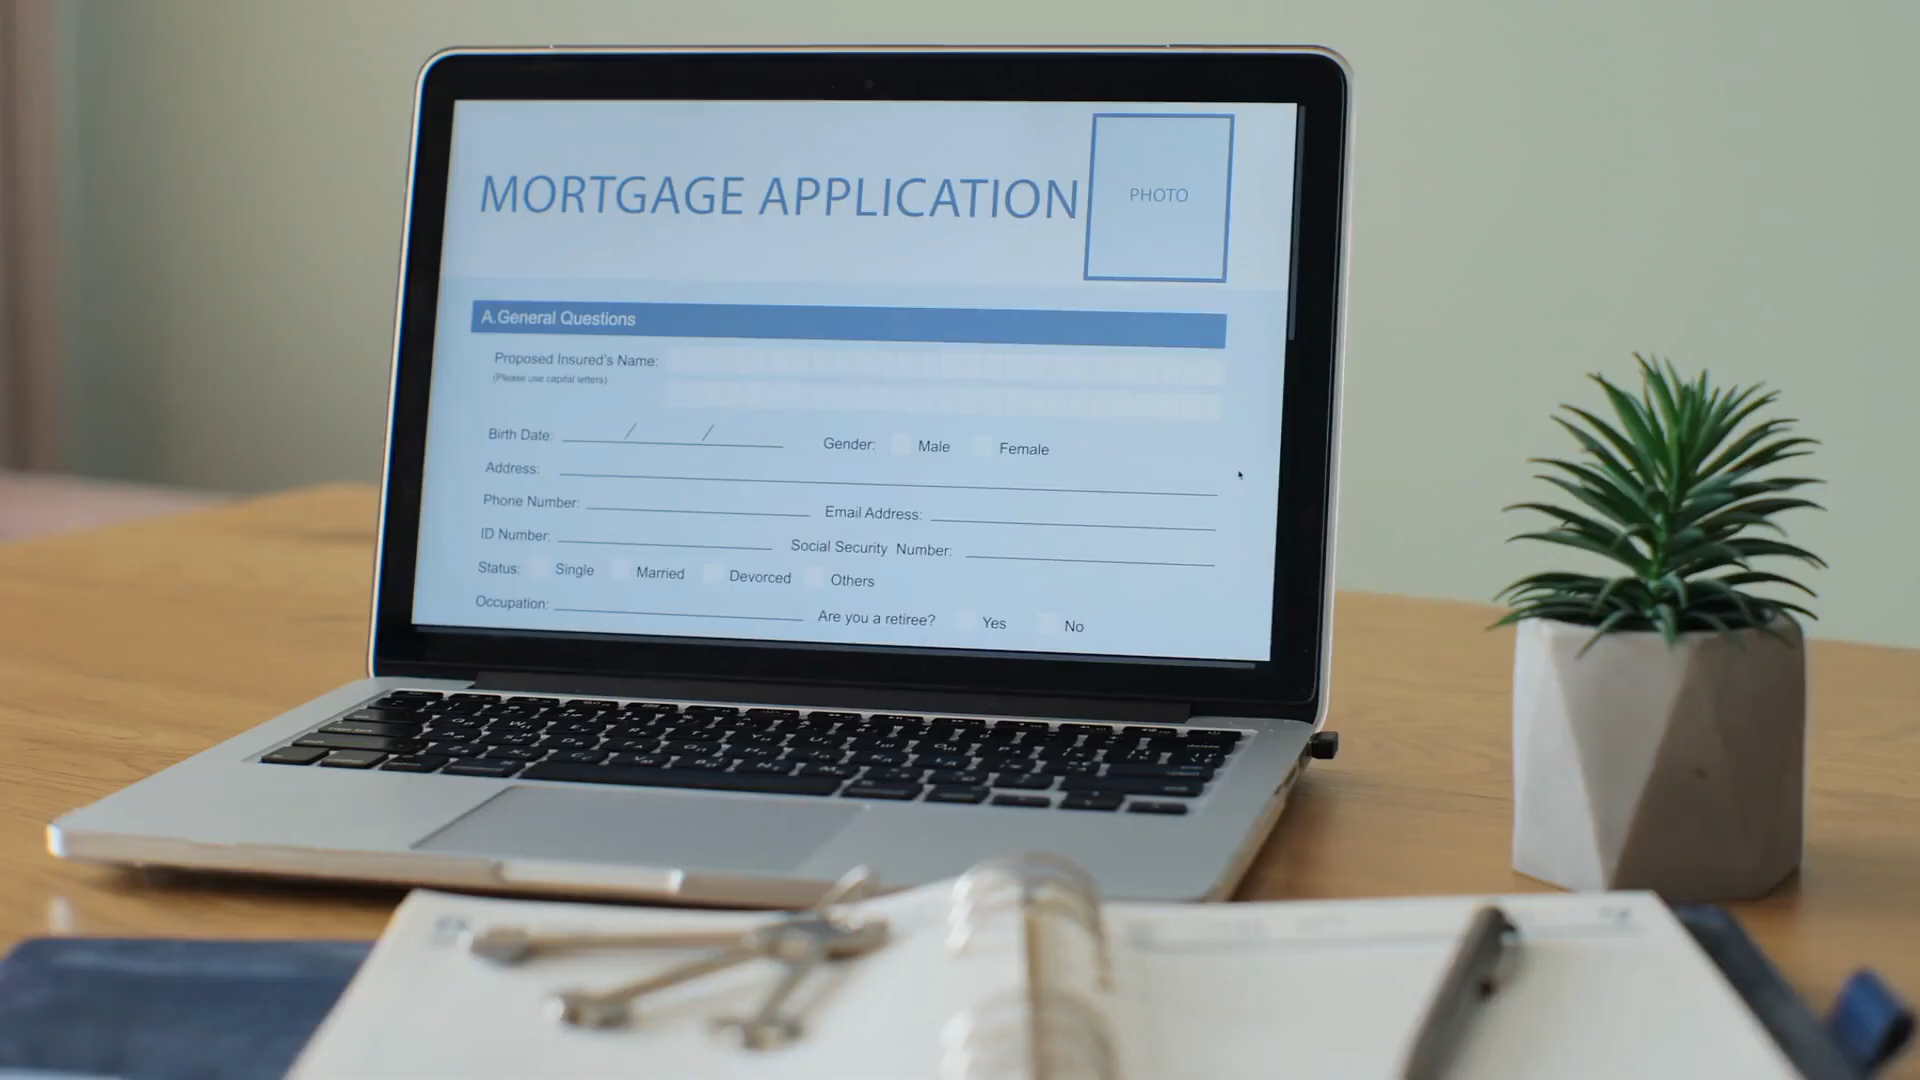 MORTGAGE APPLICATION
PHOTO
A.General Questions
Proposed Insured's Name:
(Please use capital letters)
Birth Date: / / Gender: Male Female
Address:
Phone Number: Email Address:
ID Number: Social Security Number:
Status: Single Married Devorced Others
Occupation: Are you a retiree? Yes No